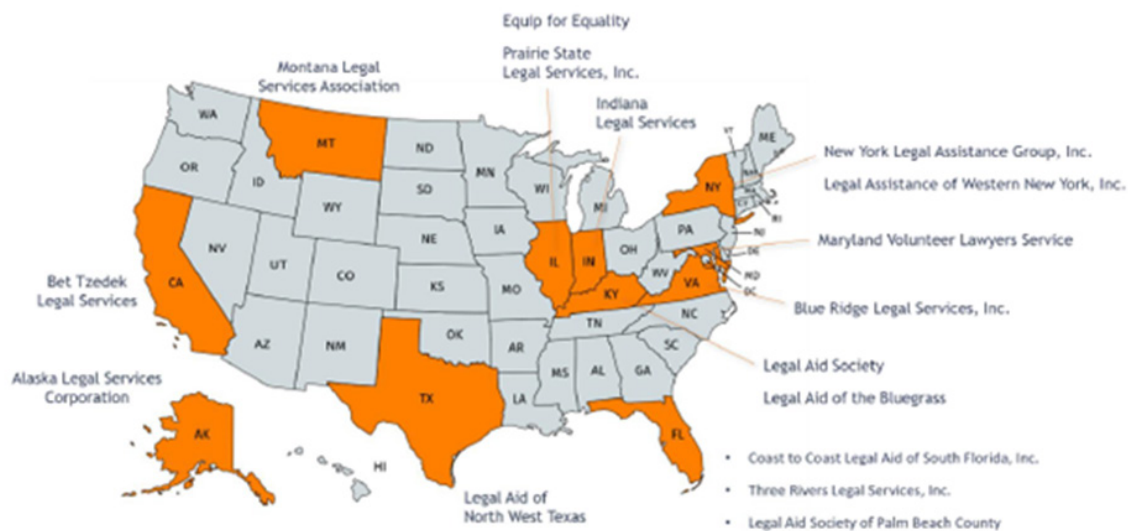 Equip for Equality
Prairie State
Legal Services, Inc.
Montana Legal
Services Association
Indiana
Legal Services
New York Legal Assistance Group, Inc.
Legal Assistance of Western New York, Inc.
Maryland Volunteer Lawyers Service
Blue Ridge Legal Services, Inc.
Legal Aid Society
Legal Aid of the Bluegrass
• Coast to Coast Legal Aid of South Florida, Inc.
• Three Rivers Legal Services, Inc.
• Legal Aid Society of Palm Beach County
Legal Aid of
North West Texas
Alaska Legal Services
Corporation
Bet Tzedek
Legal Services
WA
OR
CA
NV
ID
MT
WY
UT
CO
AZ
NM
ND
SD
NE
KS
OK
TX
MN
IA
MO
AR
LA
WI
IL
MI
IN
OH
KY
TN
MS
AL
GA
FL
SC
NC
VA
WV
PA
NY
VT
ME
RI
NJ
DE
MD
DC
AK
HI